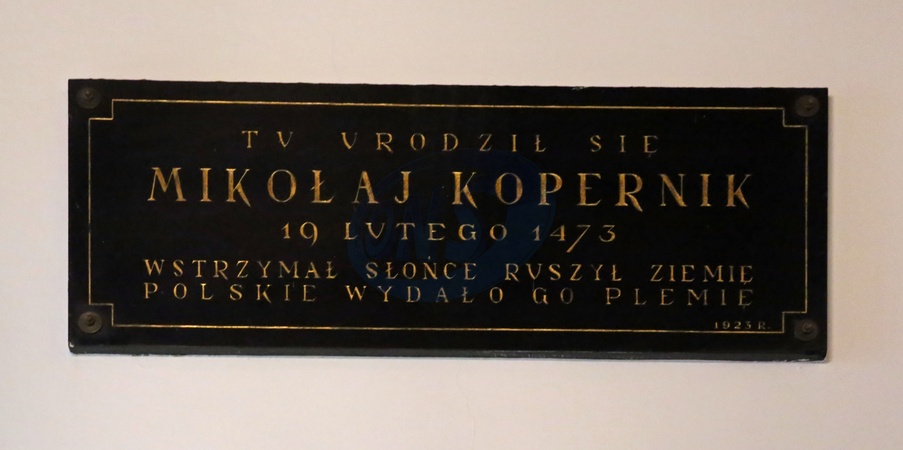 TV VRODZIŁ SIĘ
MIKOŁAJ KOPERNIK
19 LVTEGO 1473
WSTRZYMAŁ SŁOŃCE RVSZYŁ ZIEMIĘ
POLSKIE WYDAŁO GO PLEMIĘ
1923 R.